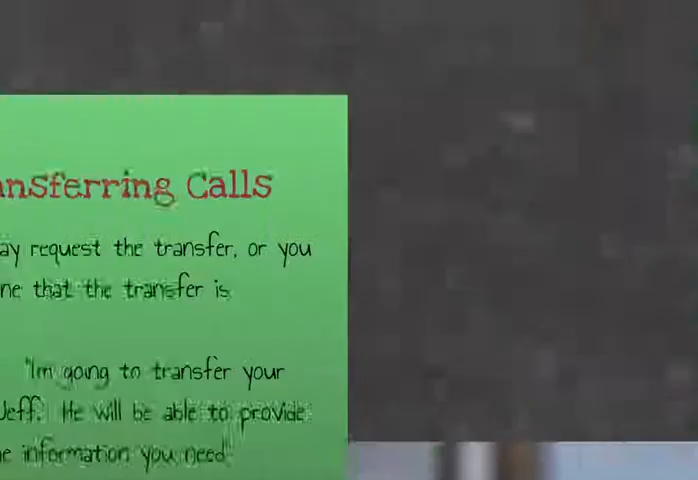 ansferring Calls
ay request the transfer, or you
ne that the transfer is
"I'm going to transfer your
Jeff. He will be able to provide
he information you need"